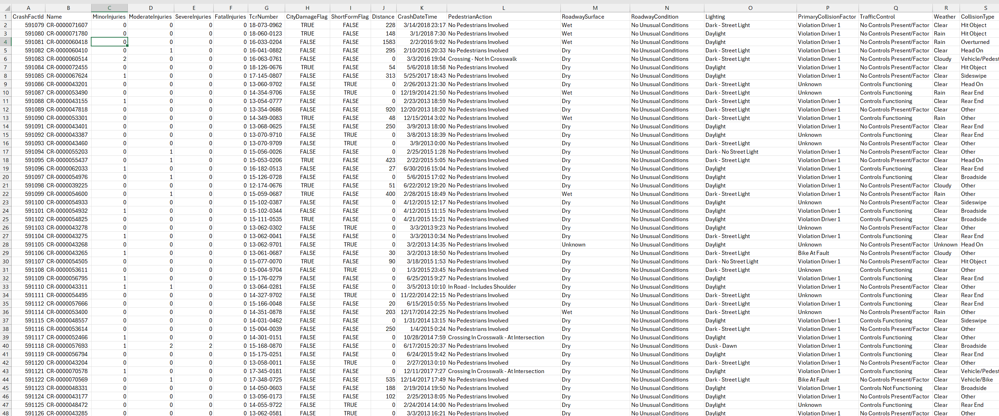 A B C D E F G H I J K L M N O P Q R S
1 CrashFactId Name MinorInjuries ModerateInjuries SevereInjuries FatalInjuries TcrNumber CityDamageFlag ShortFormFlag Distance CrashDateTime PedestrianAction RoadwaySurface RoadwayCondition Lighting PrimaryCollisionFactor TrafficControl Weather CollisionType
2 591079 CR-0000071607 0 0 0 0 18-073-0962 TRUE FALSE 228 3/14/2018 23:17 No Pedestrians Involved Wet No Unusual Conditions Dark - Street Light Violation Driver 1 No Controls Present/Factor Clear Hit Object
3 591080 CR-0000071780 0 0 0 0 18-060-0123 TRUE FALSE 148 3/1/2018 7:30 No Pedestrians Involved Wet No Unusual Conditions Daylight Violation Driver 1 No Controls Present/Factor Rain Hit Object
4 591081 CR-0000060418 0 0 0 0 16-033-0204 FALSE FALSE 1583 2/2/2016 9:02 No Pedestrians Involved Wet No Unusual Conditions Daylight Violation Driver 1 No Controls Present/Factor Rain Overturned
5 591082 CR-0000060410 0 1 0 0 16-041-0882 FALSE FALSE 295 2/10/2016 20:33 No Pedestrians Involved Dry No Unusual Conditions Dark - Street Light Violation Driver 1 No Controls Present/Factor Clear Head On
6 591083 CR-0000060514 2 0 0 0 16-063-0761 FALSE FALSE 0 3/3/2016 19:04 Crossing - Not In Crosswalk Dry No Unusual Conditions Dark - Street Light Violation Driver 1 No Controls Present/Factor Cloudy Vehicle/Pedest
7 591084 CR-0000072455 0 0 0 0 18-126-0676 TRUE FALSE 54 5/6/2018 18:58 No Pedestrians Involved Dry No Unusual Conditions Daylight Violation Driver 1 No Controls Present/Factor Clear Hit Object
8 591085 CR-0000067624 1 0 0 0 17-145-0807 FALSE FALSE 313 5/25/2017 18:43 No Pedestrians Involved Dry No Unusual Conditions Daylight Violation Driver 1 No Controls Present/Factor Clear Sideswipe
9 591086 CR-0000043201 0 0 0 0 13-060-9702 FALSE TRUE 0 2/26/2013 21:30 No Pedestrians Involved Dry No Unusual Conditions Dark - Street Light Unknown Controls Functioning Clear Head On
10 591087 CR-0000053490 0 0 0 0 14-354-9706 FALSE TRUE 0 12/19/2014 21:50 No Pedestrians Involved Wet No Unusual Conditions Dark - Street Light Unknown Controls Functioning Rain Rear End
11 591088 CR-0000043155 1 0 0 0 13-054-0777 FALSE FALSE 0 2/23/2013 18:59 No Pedestrians Involved Dry No Unusual Conditions Dark - Street Light Violation Driver 1 Controls Functioning Clear Rear End
12 591089 CR-0000047818 0 0 0 0 13-354-0686 FALSE FALSE 920 12/20/2013 18:20 No Pedestrians Involved Dry No Unusual Conditions Dark - Street Light Violation Driver 1 No Controls Present/Factor Clear Other
13 591090 CR-0000053301 0 0 0 0 14-349-0083 TRUE FALSE 48 12/15/2014 3:02 No Pedestrians Involved Wet No Unusual Conditions Dark - Street Light Violation Driver 1 Controls Functioning Rain Other
14 591091 CR-0000043401 0 0 0 0 13-068-0625 FALSE FALSE 250 3/9/2013 18:00 No Pedestrians Involved Dry No Unusual Conditions Daylight Violation Driver 1 No Controls Present/Factor Clear Rear End
15 591092 CR-0000043387 0 0 0 0 13-070-9710 FALSE TRUE 0 3/8/2013 18:39 No Pedestrians Involved Dry No Unusual Conditions Daylight Unknown Controls Functioning Clear Rear End
16 591093 CR-0000043460 0 0 0 0 13-070-9709 FALSE TRUE 0 3/9/2013 0:00 No Pedestrians Involved Dry No Unusual Conditions Dark - Street Light Unknown No Controls Present/Factor Clear Other
17 591094 CR-0000055203 0 1 0 0 15-056-0026 FALSE FALSE 0 2/25/2015 1:28 No Pedestrians Involved Dry No Unusual Conditions Dark - No Street Light Violation Driver 1 No Controls Present/Factor Clear Other
18 591095 CR-0000055437 0 1 0 0 15-053-0206 TRUE FALSE 423 2/22/2015 5:05 No Pedestrians Involved Dry No Unusual Conditions Dark - Street Light Violation Driver 1 No Controls Present/Factor Clear Head On
19 591096 CR-0000062033 1 0 0 0 16-182-0513 FALSE FALSE 27 6/30/2016 15:04 No Pedestrians Involved Dry No Unusual Conditions Daylight Violation Driver 1 Controls Functioning Clear Rear End
20 591097 CR-0000054976 0 1 0 0 15-126-0728 FALSE FALSE 0 5/6/2015 17:02 No Pedestrians Involved Dry No Unusual Conditions Daylight Violation Driver 1 Controls Functioning Clear Broadside
21 591098 CR-0000039225 0 0 0 0 12-174-0676 TRUE FALSE 51 6/22/2012 19:20 No Pedestrians Involved Dry No Unusual Conditions Daylight Violation Driver 1 No Controls Present/Factor Cloudy Other
22 591099 CR-0000054600 0 1 0 0 15-059-0687 TRUE FALSE 400 2/28/2015 18:49 No Pedestrians Involved Wet No Unusual Conditions Dark - Street Light Violation Driver 1 No Controls Present/Factor Rain Other
23 591100 CR-0000054933 0 0 0 0 15-102-0387 FALSE FALSE 0 4/12/2015 12:17 No Pedestrians Involved Dry No Unusual Conditions Daylight Unknown No Controls Present/Factor Clear Sideswipe
24 591101 CR-0000054932 1 0 0 0 15-102-0344 FALSE FALSE 0 4/12/2015 11:15 No Pedestrians Involved Dry No Unusual Conditions Daylight Violation Driver 1 Controls Functioning Clear Broadside
25 591102 CR-0000054825 0 0 0 0 15-111-0535 TRUE FALSE 0 4/21/2015 15:21 No Pedestrians Involved Dry No Unusual Conditions Daylight Violation Driver 1 Controls Functioning Clear Broadside
26 591103 CR-0000043278 0 0 0 0 13-062-0302 FALSE TRUE 0 3/3/2013 9:23 No Pedestrians Involved Dry No Unusual Conditions Daylight Unknown No Controls Present/Factor Clear Other
27 591104 CR-0000043275 1 0 0 0 13-062-0041 FALSE FALSE 0 3/3/2013 0:34 No Pedestrians Involved Dry No Unusual Conditions Dark - Street Light Violation Driver 1 Controls Functioning Clear Rear End
28 591105 CR-0000043268 0 0 0 0 13-062-9701 FALSE TRUE 0 3/2/2013 14:35 No Pedestrians Involved Unknown No Unusual Conditions Daylight Unknown No Controls Present/Factor Unknown Head On
29 591106 CR-0000043265 1 0 0 0 13-061-0687 FALSE FALSE 30 3/2/2013 18:50 No Pedestrians Involved Dry No Unusual Conditions Dark - Street Light Bike At Fault No Controls Present/Factor Cloudy Other
30 591107 CR-0000054505 0 0 0 0 15-077-0070 TRUE FALSE 90 3/18/2015 1:53 No Pedestrians Involved Dry No Unusual Conditions Dark - No Street Light Violation Driver 1 No Controls Present/Factor Clear Hit Object
31 591108 CR-0000053611 0 0 0 0 15-004-9704 FALSE TRUE 0 1/3/2015 23:45 No Pedestrians Involved Dry No Unusual Conditions Dark - Street Light Unknown Controls Functioning Clear Other
32 591109 CR-0000056795 1 0 0 0 15-176-0279 FALSE FALSE 0 6/25/2015 9:27 No Pedestrians Involved Dry No Unusual Conditions Daylight Violation Driver 1 Controls Functioning Clear Rear End
33 591110 CR-0000043311 1 1 0 0 13-064-0281 FALSE FALSE 0 3/5/2013 10:10 In Road - Includes Shoulder Dry No Unusual Conditions Daylight Violation Driver 1 No Controls Present/Factor Clear Other
34 591111 CR-0000054495 0 0 0 0 14-327-9702 FALSE TRUE 0 11/22/2014 22:15 No Pedestrians Involved Dry No Unusual Conditions Dark - Street Light Unknown Controls Functioning Clear Rear End
35 591112 CR-0000057666 0 0 0 0 15-166-0048 FALSE FALSE 20 6/15/2015 0:55 No Pedestrians Involved Dry No Unusual Conditions Dark - Street Light Violation Driver 1 Controls Functioning Clear Rear End
36 591114 CR-0000053400 0 0 0 0 14-351-0878 FALSE FALSE 203 12/17/2014 22:25 No Pedestrians Involved Wet No Unusual Conditions Dark - Street Light Unknown No Controls Present/Factor Rain Other
37 591115 CR-0000048557 0 0 0 0 14-031-0462 FALSE FALSE 0 1/31/2014 13:15 No Pedestrians Involved Dry No Unusual Conditions Daylight Violation Driver 1 Controls Functioning Clear Sideswipe
38 591116 CR-0000053614 0 0 0 0 15-004-0039 FALSE FALSE 250 1/4/2015 0:24 No Pedestrians Involved Dry No Unusual Conditions Dark - Street Light Violation Driver 1 No Controls Present/Factor Clear Other
39 591117 CR-0000052466 1 0 0 0 14-301-0151 FALSE FALSE 0 10/28/2014 7:59 Crossing In Crosswalk - At Intersection Dry No Unusual Conditions Daylight Violation Driver 1 Controls Functioning Clear Other
40 591118 CR-0000057693 1 2 2 0 15-168-0870 FALSE FALSE 0 6/17/2015 20:37 No Pedestrians Involved Dry No Unusual Conditions Dusk - Dawn Violation Driver 1 Controls Functioning Clear Broadside
41 591119 CR-0000056794 0 0 0 0 15-175-0251 FALSE FALSE 0 6/24/2015 9:42 No Pedestrians Involved Dry No Unusual Conditions Daylight Violation Driver 1 Controls Functioning Clear Rear End
42 591120 CR-0000043204 0 0 0 0 13-058-0011 FALSE TRUE 0 2/27/2013 0:10 No Pedestrians Involved Dry No Unusual Conditions Dark - Street Light Violation Driver 1 No Controls Present/Factor Clear Other
43 591121 CR-0000070578 1 0 0 0 17-345-0181 FALSE FALSE 0 12/11/2017 7:27 Crossing In Crosswalk - At Intersection Dry No Unusual Conditions Daylight Violation Driver 1 Controls Functioning Clear Vehicle/Pedest
44 591122 CR-0000070569 0 1 0 0 17-348-0725 FALSE FALSE 535 12/14/2017 17:49 No Pedestrians Involved Dry No Unusual Conditions Dark - Street Light Bike At Fault No Controls Present/Factor Clear Vehicle/Bike
45 591123 CR-0000048331 0 0 0 0 14-050-0603 FALSE FALSE 188 2/19/2014 19:50 No Pedestrians Involved Dry No Unusual Conditions Daylight Violation Driver 1 Controls Not Functioning Clear Broadside
46 591124 CR-0000043177 0 0 0 0 13-056-0173 FALSE FALSE 102 2/25/2013 8:05 No Pedestrians Involved Dry No Unusual Conditions Daylight Violation Driver 1 No Controls Present/Factor Clear Other
47 591125 CR-0000048472 0 0 0 0 14-055-9722 FALSE TRUE 0 2/24/2014 14:00 No Pedestrians Involved Dry No Unusual Conditions Daylight Unknown Controls Functioning Clear Rear End
48 591126 CR-0000043285 0 0 0 0 13-062-0581 FALSE TRUE 0 3/3/2013 16:21 No Pedestrians Involved Dry No Unusual Conditions Daylight Violation Driver 1 No Controls Present/Factor Clear Other